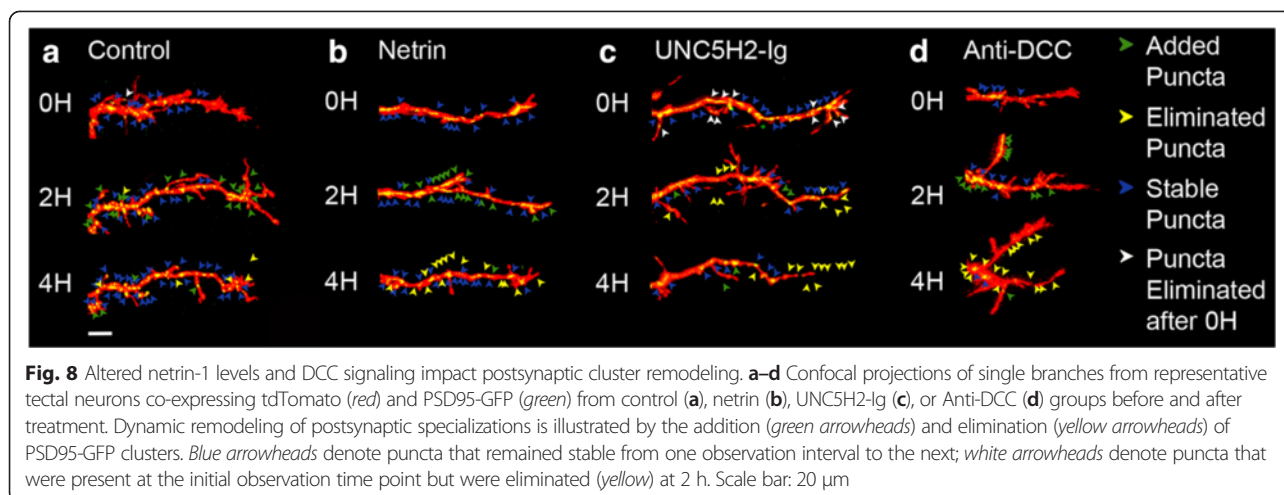 a Control b Netrin c UNC5H2-Ig d Anti-DCC
0H 0H 0H 0H
2H 2H 2H 2H
4H 4H 4H 4H
Added
Puncta
Eliminated
Puncta
Stable
Puncta
Puncta
Eliminated
after 0H
Fig. 8 Altered netrin-1 levels and DCC signaling impact postsynaptic cluster remodeling. a–d Confocal projections of single branches from representative
tectal neurons co-expressing tdTomato (red) and PSD95-GFP (green) from control (a), netrin (b), UNC5H2-Ig (c), or Anti-DCC (d) groups before and after
treatment. Dynamic remodeling of postsynaptic specializations is illustrated by the addition (green arrowheads) and elimination (yellow arrowheads) of
PSD95-GFP clusters. Blue arrowheads denote puncta that remained stable from one observation interval to the next; white arrowheads denote puncta that
were present at the initial observation time point but were eliminated (yellow) at 2 h. Scale bar: 20 μm